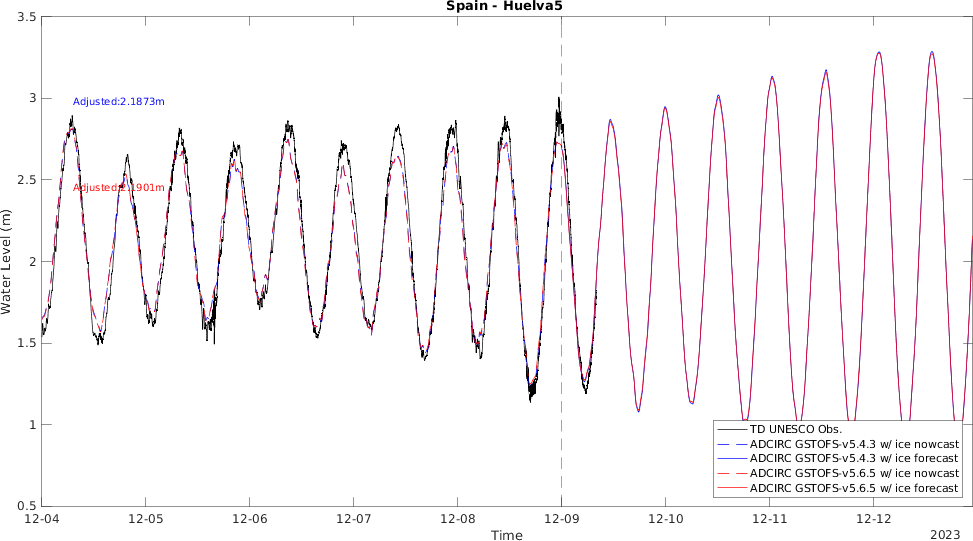 Spain - Huelva5
3.5
3
2.5
2
1.5
1
0.5
Water Level (m)
Adjusted:2.1873m
Adjusted:2.1901m
TD UNESCO Obs.
ADCIRC GSTOFS-v5.4.3 w/ ice nowcast
ADCIRC GSTOFS-v5.4.3 w/ ice forecast
ADCIRC GSTOFS-v5.6.5 w/ ice nowcast
ADCIRC GSTOFS-v5.6.5 w/ ice forecast
12-04 12-05 12-06 12-07 12-08 12-09 12-10 12-11 12-12
Time
2023